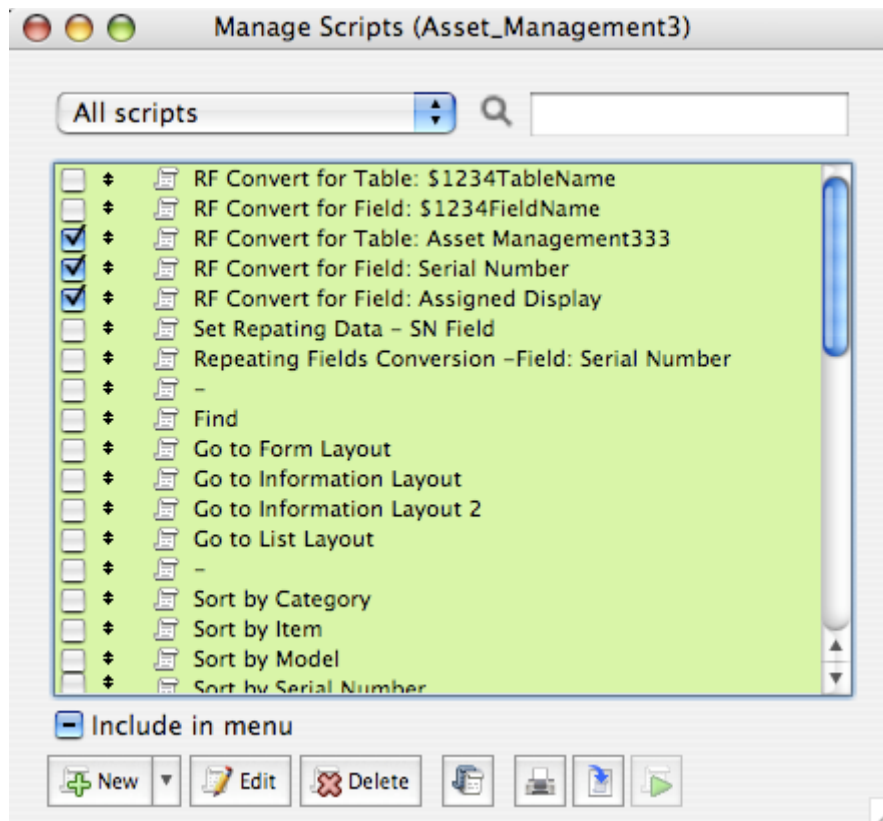 Manage Scripts (Asset_Management3)
All scripts
RF Convert for Table: $1234TableName
RF Convert for Field: $1234FieldName
RF Convert for Table: Asset Management333
RF Convert for Field: Serial Number
RF Convert for Field: Assigned Display
Set Repating Data – SN Field
Repeating Fields Conversion –Field: Serial Number
–
Find
Go to Form Layout
Go to Information Layout
Go to Information Layout 2
Go to List Layout
–
Sort by Category
Sort by Item
Sort by Model
Sort by Serial Number
Include in menu
New Edit Delete